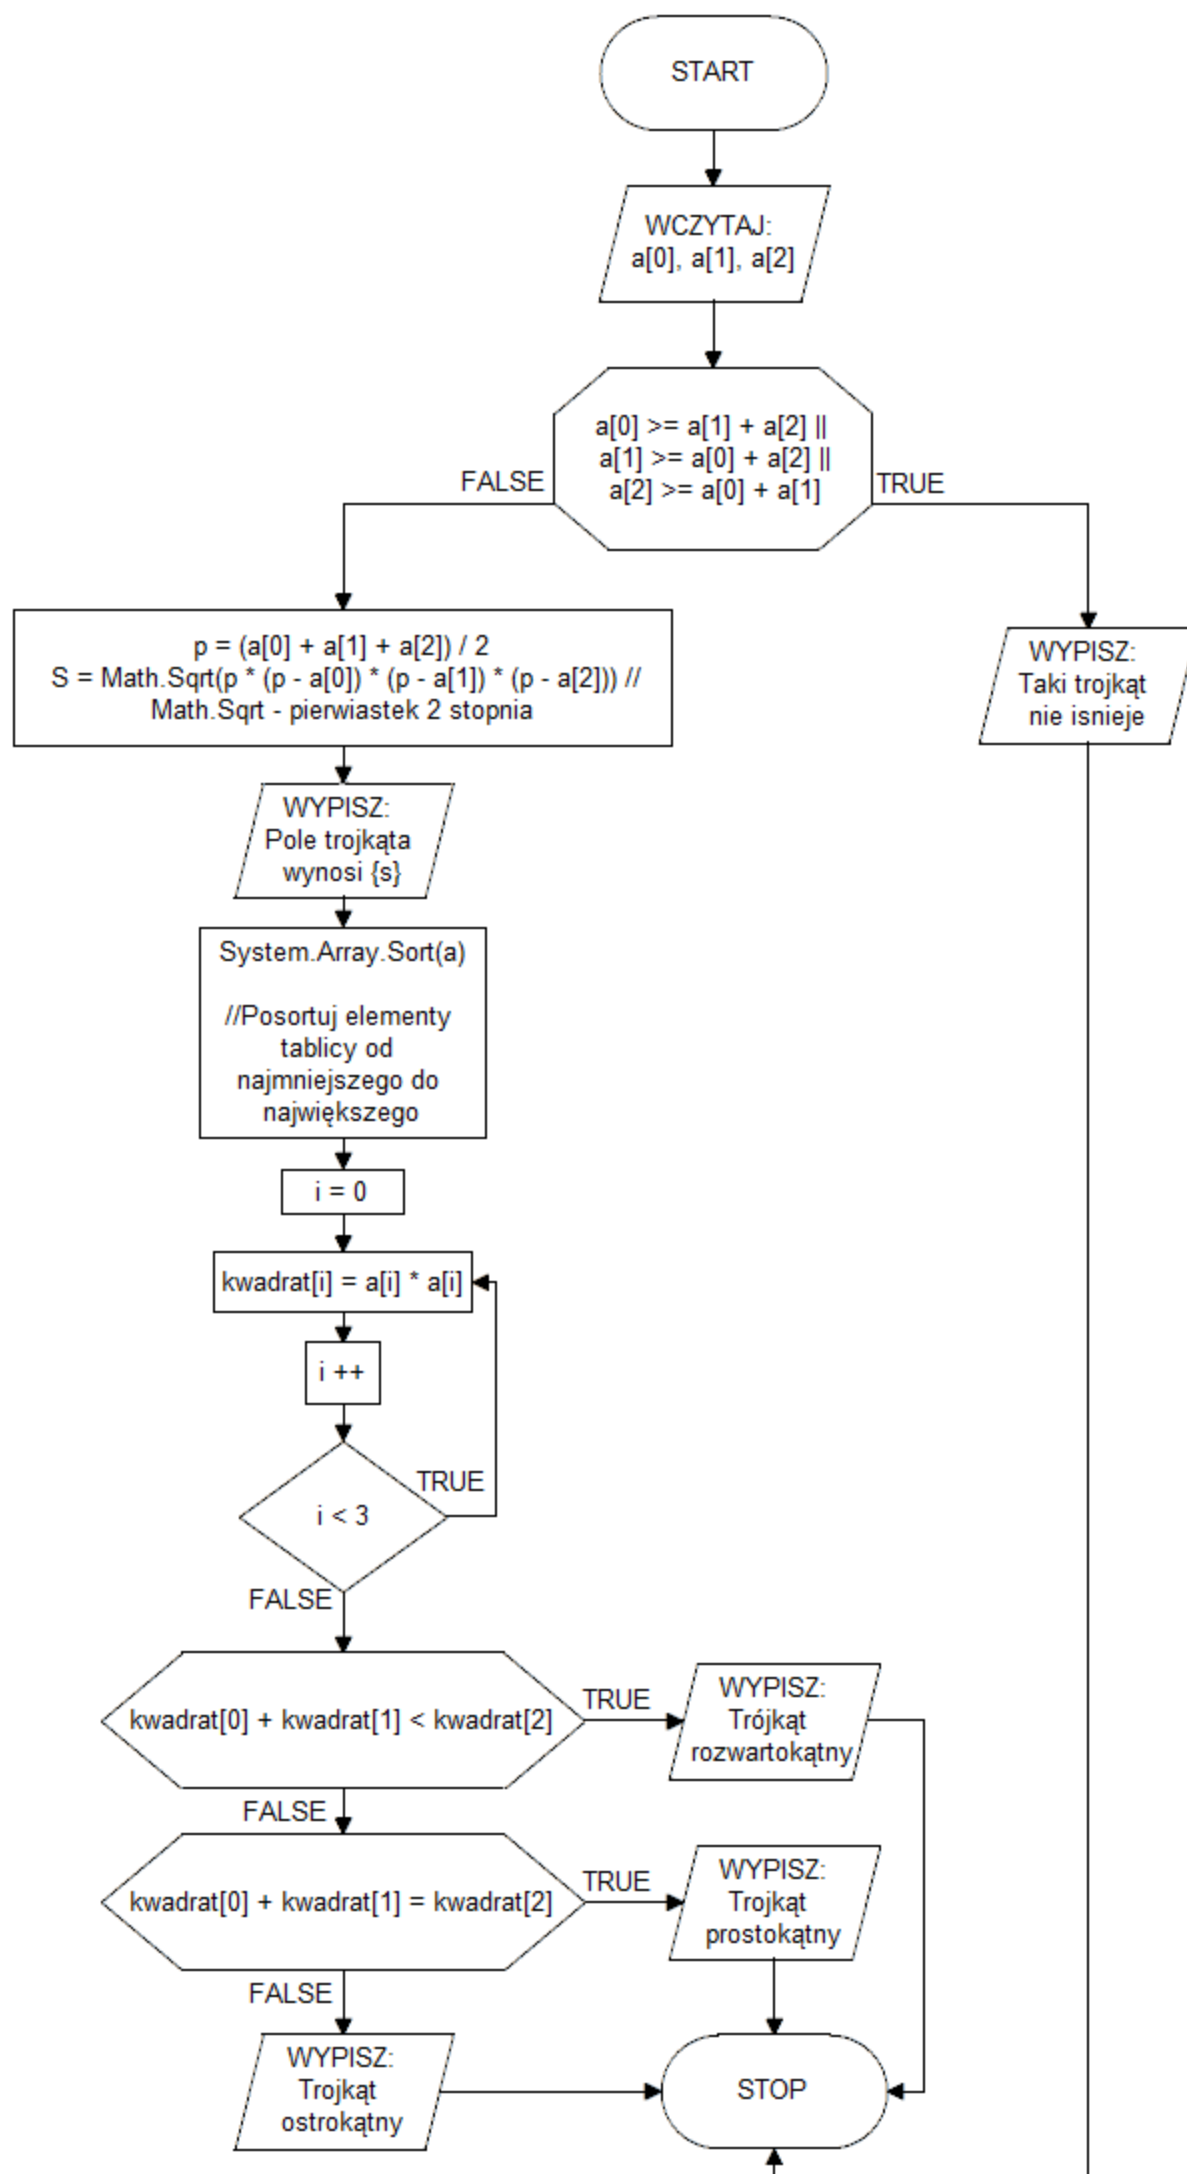 START
WCZYTAJ:
a[0], a[1], a[2]
a[0] >= a[1] + a[2] ||
a[1] >= a[0] + a[2] ||
a[2] >= a[0] + a[1]
FALSE
TRUE
p = (a[0] + a[1] + a[2]) / 2
S = Math.Sqrt(p * (p - a[0]) * (p - a[1]) * (p - a[2])) //
Math.Sqrt - pierwiastek 2 stopnia
WYPISZ:
Taki trojkąt
nie isnieje
WYPISZ:
Pole trojkąta
wynosi {s}
System.Array.Sort(a)
//Posortuj elementy
tablicy od
najmniejszego do
największego
i = 0
kwadrat[i] = a[i] * a[i]
i ++
i < 3
TRUE
FALSE
kwadrat[0] + kwadrat[1] < kwadrat[2]
TRUE
WYPISZ:
Trójkąt
rozwartokątny
FALSE
kwadrat[0] + kwadrat[1] = kwadrat[2]
TRUE
WYPISZ:
Trojkąt
prostokątny
FALSE
WYPISZ:
Trojkąt
ostrokątny
STOP